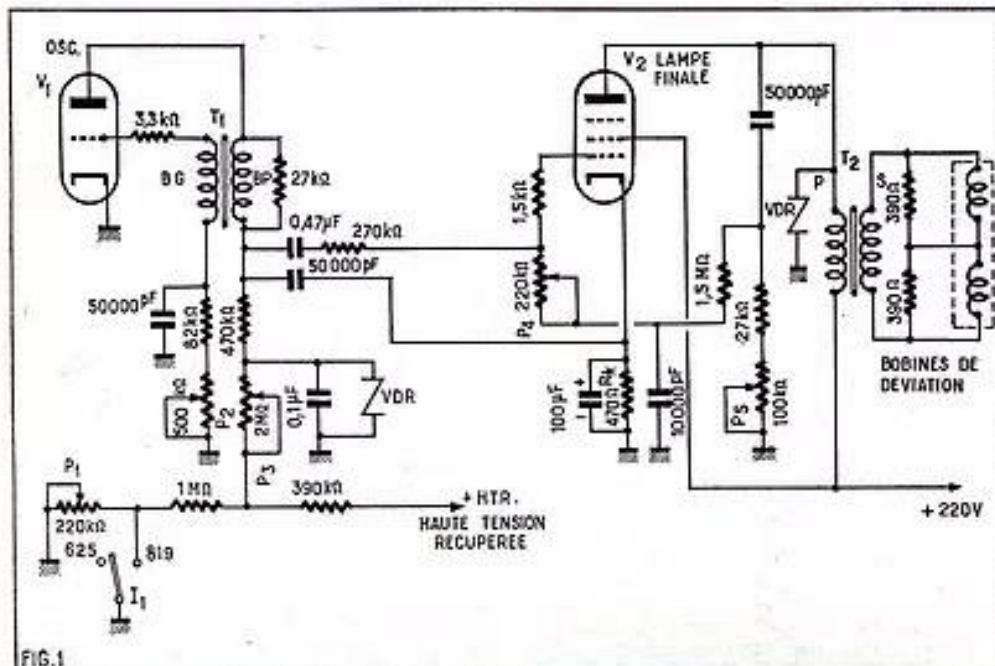 OSC.
V1
3,3kΩ
T1
BG
BP
27kΩ
0,47µF
270kΩ
50000pF
50000pF
82kΩ
470kΩ
500kΩ
P2
2MΩ
0,1µF
VDR
P3
P1
220kΩ
1MΩ
390kΩ
+ HTR.
HAUTE TENSION
RECUPEREE
625
819
I1
V2 LAMPE
FINALE
1,5kΩ
220kΩ
P4
100µF
+
-
470Ω Rk
10000pF
1,5MΩ
50000pF
27kΩ
P5
100kΩ
VDR
P
T2
S
390Ω
390Ω
BOBINES DE
DEVIATION
+ 220V
FIG.1